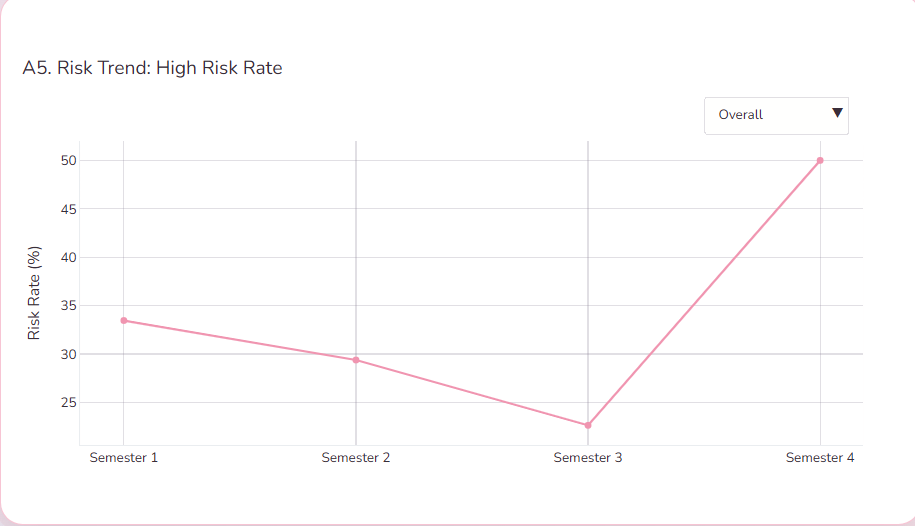 A5. Risk Trend: High Risk Rate
Overall
50
45
40
35
30
25
Risk Rate (%)
Semester 1
Semester 2
Semester 3
Semester 4